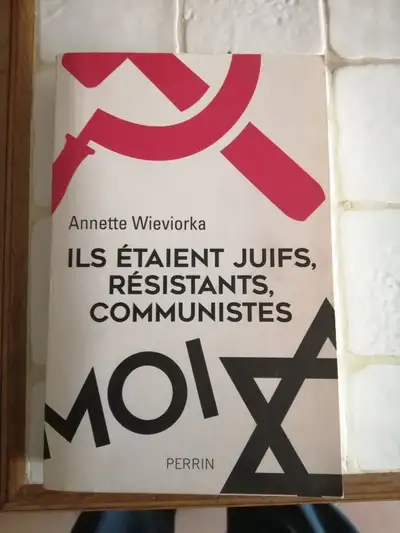 Annette Wieviorka
ILS ÉTAIENT JUIFS,
RÉSISTANTS,
COMMUNISTES
MOI
PERRIN